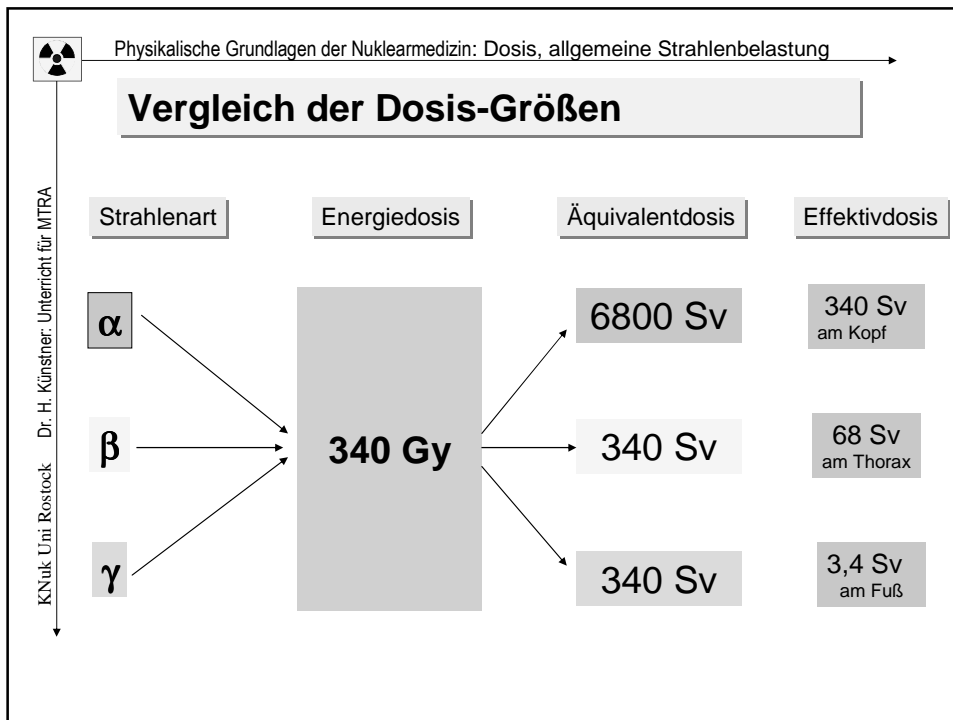 Physikalische Grundlagen der Nuklearmedizin: Dosis, allgemeine Strahlenbelastung
Vergleich der Dosis-Größen
KNuk Uni Rostock Dr. H. Künstner: Unterricht für MTRA
Strahlenart Energiedosis Äquivalentdosis Effektivdosis
α 6800 Sv 340 Sv
am Kopf
β 340 Gy 340 Sv 68 Sv
am Thorax
γ 340 Sv 3,4 Sv
am Fuß